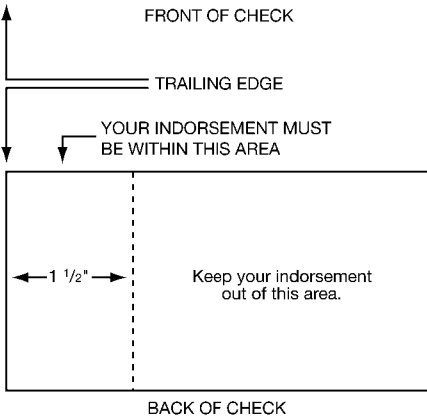 FRONT OF CHECK
TRAILING EDGE
YOUR INDORSEMENT MUST
BE WITHIN THIS AREA
1 1/2"
Keep your indorsement
out of this area.
BACK OF CHECK